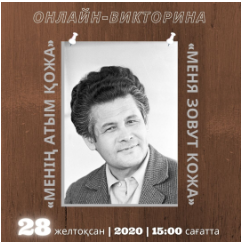 ОНЛАЙН-ВИКТОРИНА
«МЕНІҢ АТЫМ ҚОЖА»
«МЕНЯ ЗОВУТ КОЖА»
28 желтоқсан | 2020 | 15:00 сағатта